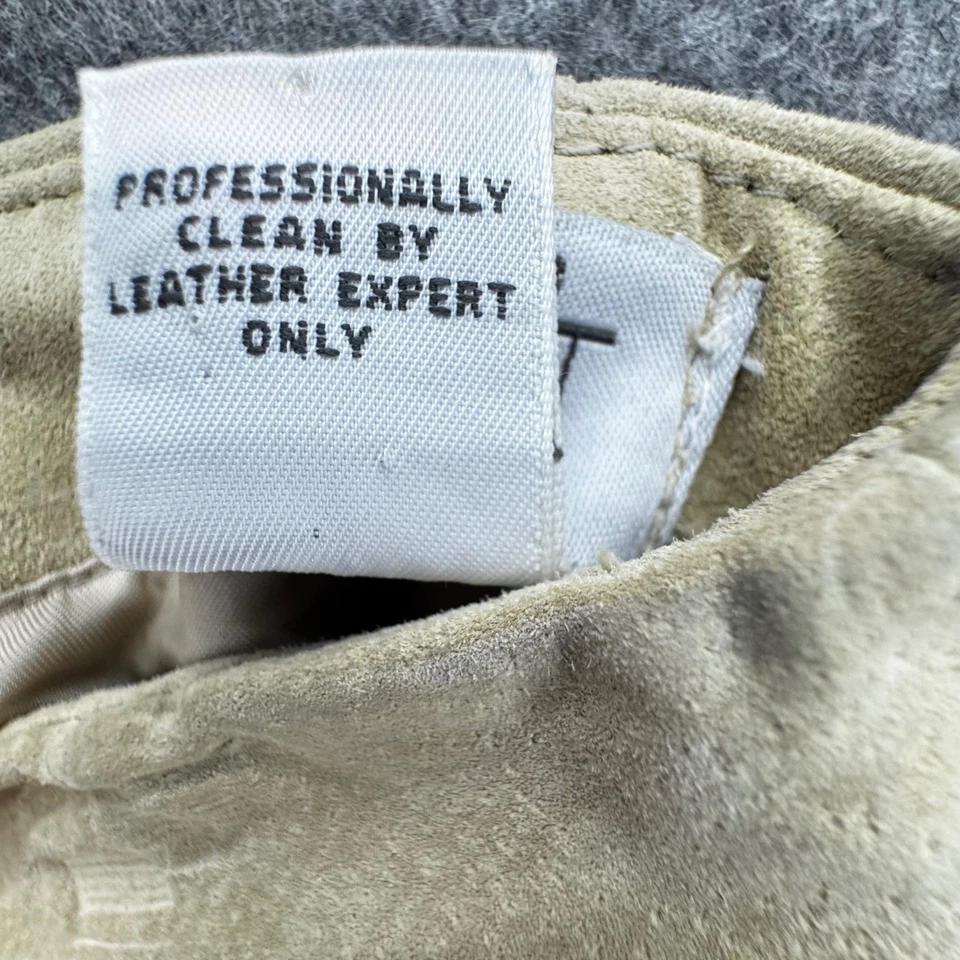 PROFESSIONALLY
CLEAN BY
LEATHER EXPERT
ONLY